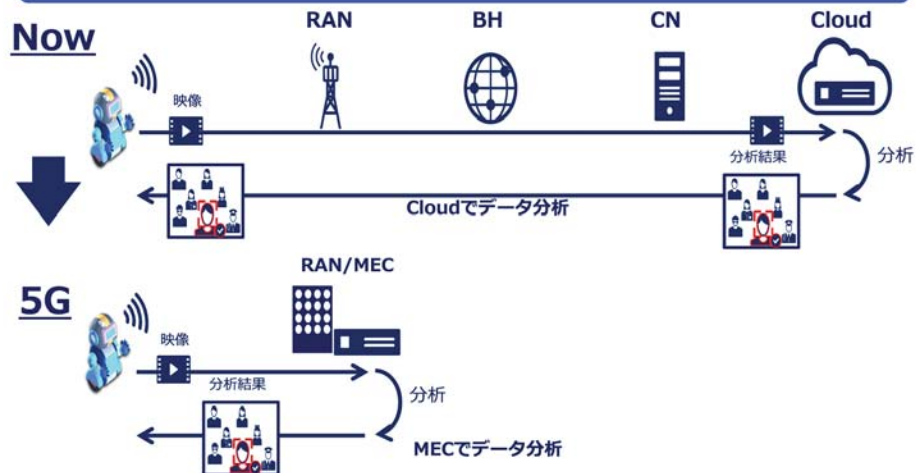 Now
RAN
BH
CN
Cloud
映像
分析結果
分析
Cloudでデータ分析
5G
RAN/MEC
映像
分析結果
分析
MECでデータ分析